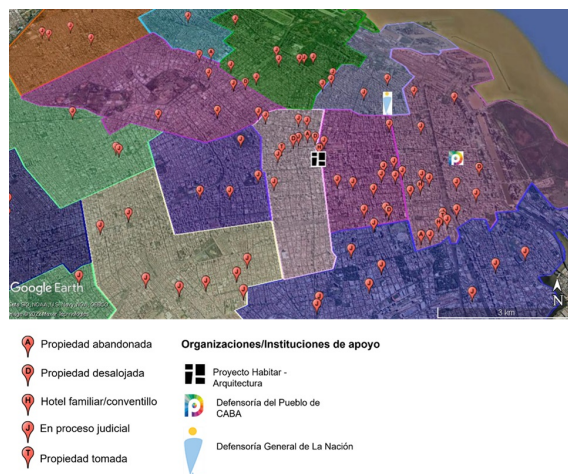 Google Earth
3 km
N
A Propiedad abandonada
D Propiedad desalojada
H Hotel familiar/conventillo
J En proceso judicial
T Propiedad tomada
Organizaciones/Instituciones de apoyo
Proyecto Habitar -
Arquitectura
Defensoría del Pueblo de
CABA
Defensoría General de La Nación